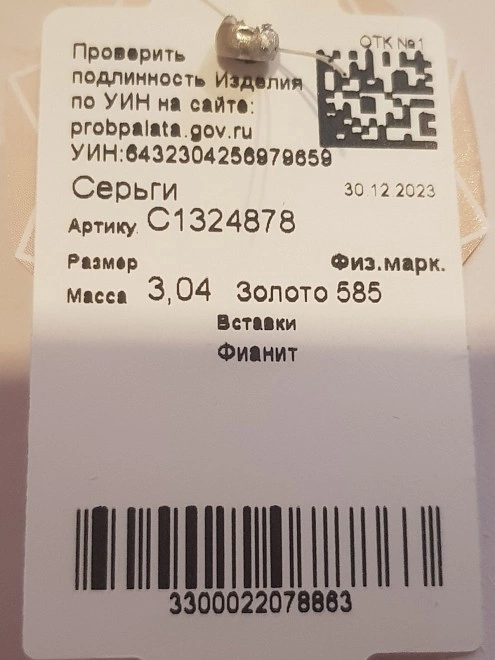 ОТК №1
Проверить
подлинность Изделия
по УИН на сайте:
probpalata.gov.ru
УИН:6432304256979659
Серьги 30 12 2023
Артику. С1324878
Размер Физ.марк.
Масса 3,04 Золото 585
Вставки
Фианит
3300022078863